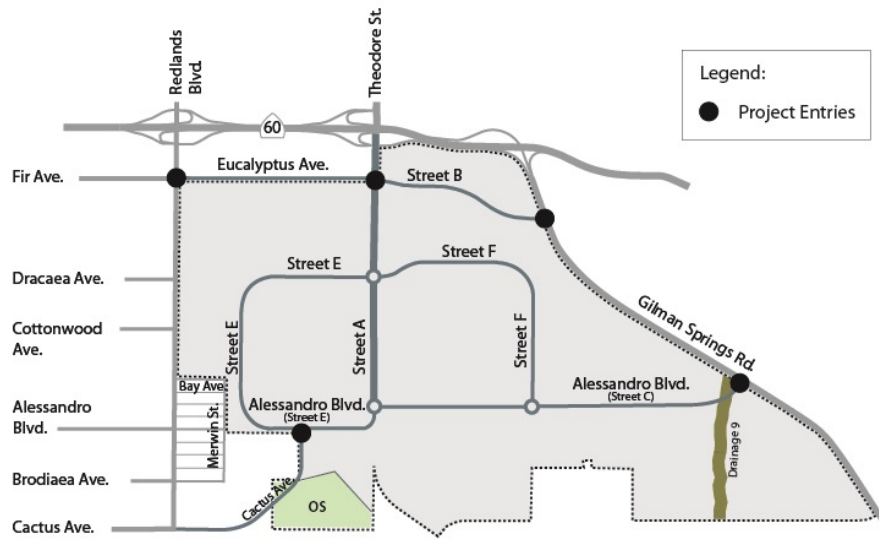 Redlands
Blvd.
Theodore St.
Legend:
Project Entries
60
Fir Ave.
Eucalyptus Ave.
Street B
Street F
Street E
Dracaea Ave.
Cottonwood
Ave.
Street E
Street A
Street F
Gilman Springs Rd.
Bay Ave
Alessandro Blvd.
(Street C)
Alessandro
Blvd.
Merwin St.
Alessandro Blvd.
(Street E)
Drainage 9
Brodiaea Ave.
Cactus Ave.
OS
Cactus Ave.